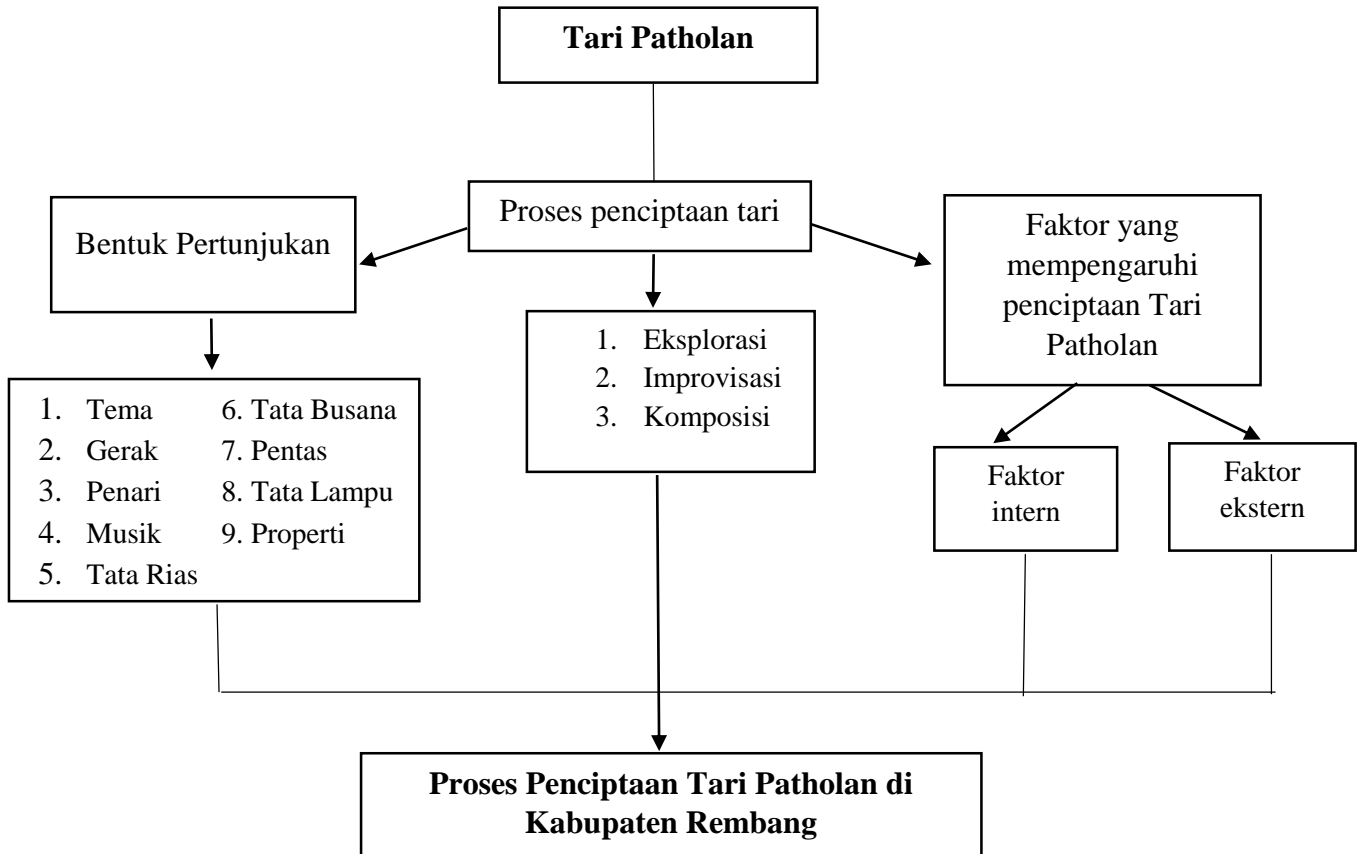 Tari Patholan
Proses penciptaan tari
Bentuk Pertunjukan
Faktor yang
mempengaruhi
penciptaan Tari
Patholan
1. Eksplorasi
2. Improvisasi
3. Komposisi
1. Tema
2. Gerak
3. Penari
4. Musik
5. Tata Rias
6. Tata Busana
7. Pentas
8. Tata Lampu
9. Properti
Faktor
intern
Faktor
ekstern
Proses Penciptaan Tari Patholan di
Kabupaten Rembang